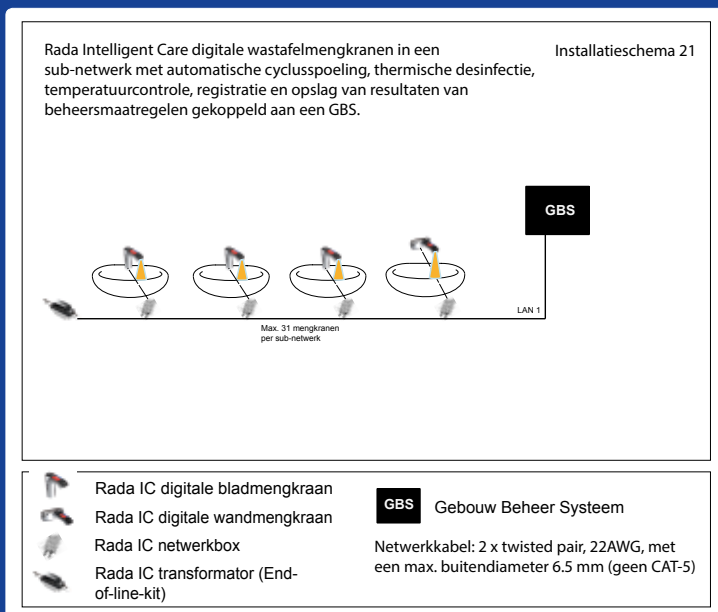 Rada Intelligent Care digitale wastafelmengkranen in een
Installatieschema 21
sub-netwerk met automatische cyclusspoeling, thermische desinfectie,
temperatuurcontrole, registratie en opslag van resultaten van
beheersmaatregelen gekoppeld aan een GBS.
GBS
LAN 1
Max. 31 mengkranen
per sub-netwerk
Rada IC digitale bladmengkraan
Rada IC digitale wandmengkraan
Rada IC netwerkbox
Rada IC transformator (End-
of-line-kit)
GBS
Gebouw Beheer Systeem
Netwerkkabel: 2 x twisted pair, 22AWG, met
een max. buitendiameter 6.5 mm (geen CAT-5)